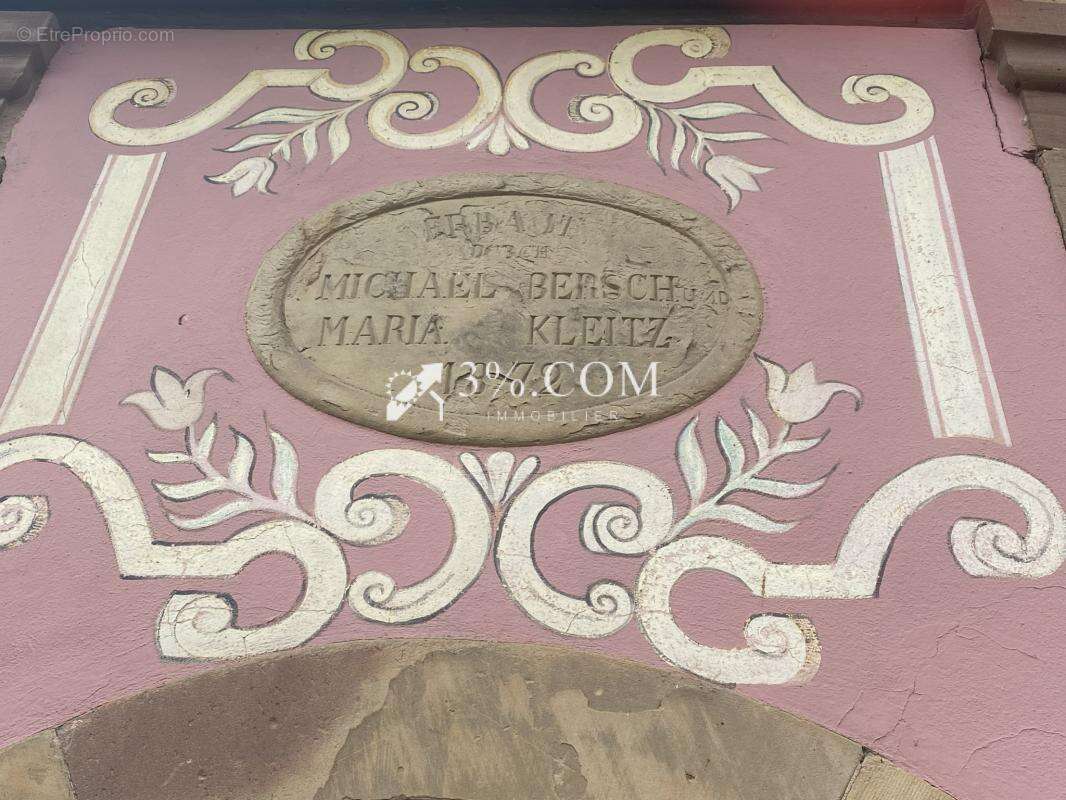 © EtreProprio.com
ERBAUT
DURCH
MICHAEL BERSCH UND
MARIA KLEITZ
3%.COM
IMMOBILIER